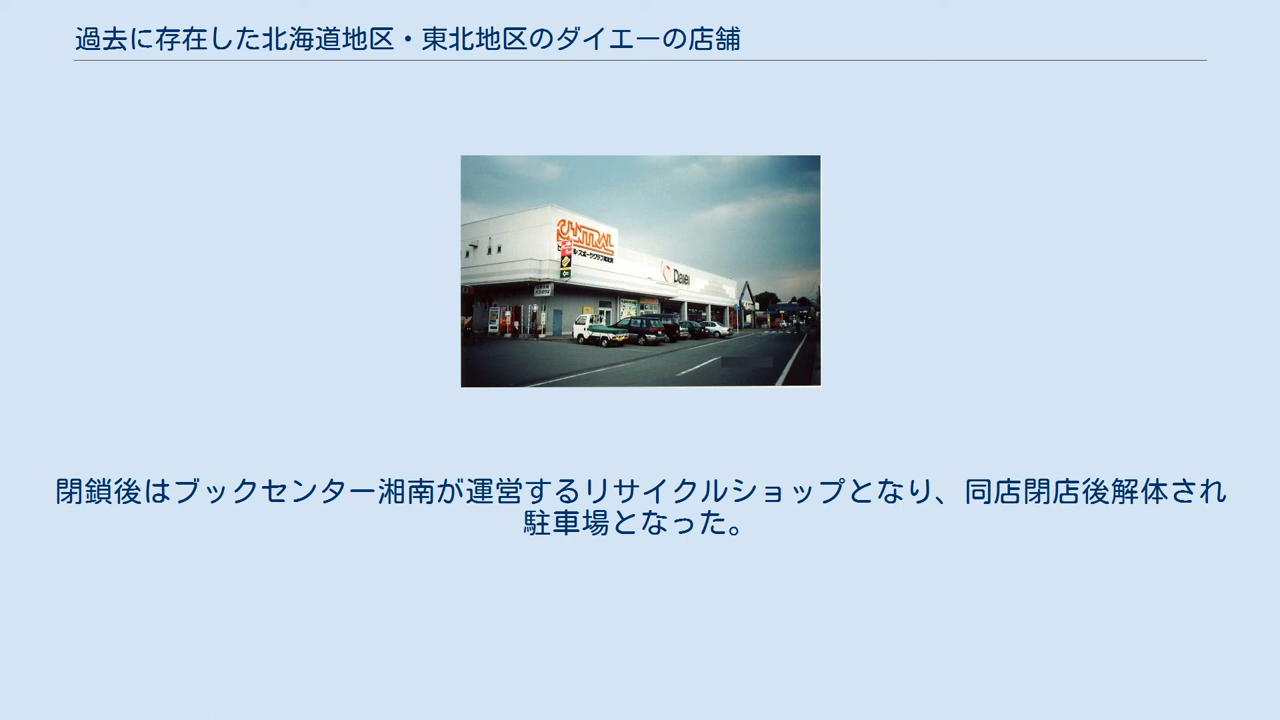 過去に存在した北海道地区・東北地区のダイエーの店舗
CENTRAL
Daiei
閉鎖後はブックセンター湘南が運営するリサイクルショップとなり、同店閉店後解体され
駐車場となった。